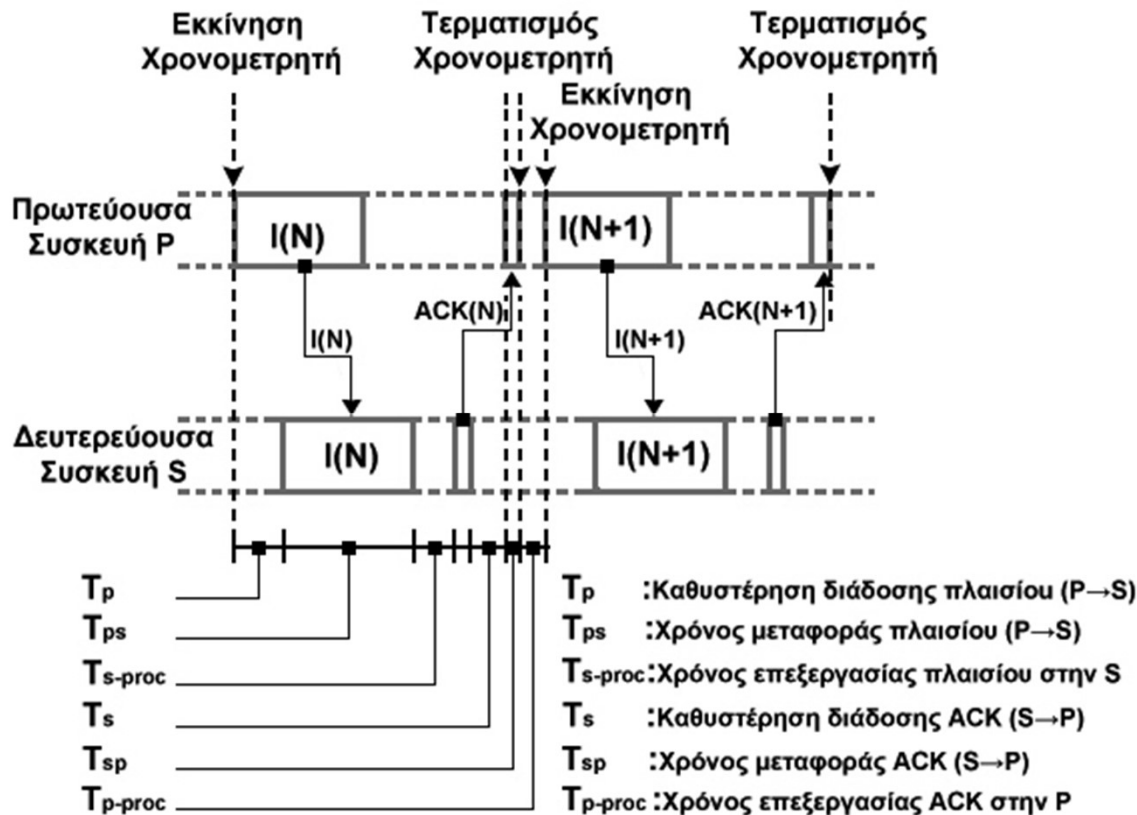 Εκκίνηση
Χρονομετρητή
Τερματισμός
Χρονομετρητή
Τερματισμός
Χρονομετρητή
Εκκίνηση
Χρονομετρητή
Πρωτεύουσα
Συσκευή P
I(N)
I(N+1)
I(N)
ACK(N)
I(N+1)
ACK(N+1)
Δευτερεύουσα
Συσκευή S
I(N)
I(N+1)
Tp
Tps
Ts-proc
Ts
Tsp
Tp-proc
Tp :Καθυστέρηση διάδοσης πλαισίου (P→S)
Tps :Χρόνος μεταφοράς πλαισίου (P→S)
Ts-proc:Χρόνος επεξεργασίας πλαισίου στην S
Ts :Καθυστέρηση διάδοσης ACK (S→P)
Tsp :Χρόνος μεταφοράς ACK (S→P)
Tp-proc :Χρόνος επεξεργασίας ACK στην P